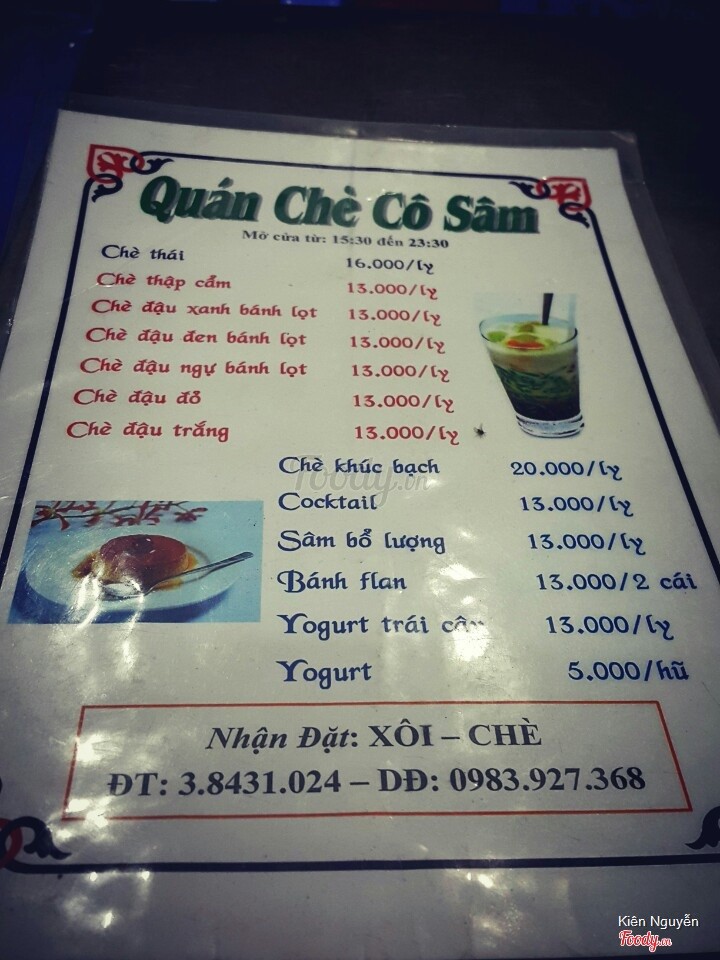 Quán Chè Cô Sâm
Mở cửa từ: 15:30 đến 23:30
Chè thái 16.000/ly
Chè thập cẩm 13.000/ly
Chè đậu xanh bánh lọt 13.000/ly
Chè đậu đen bánh lọt 13.000/ly
Chè đậu ngự bánh lọt 13.000/ly
Chè đậu đỏ 13.000/ly
Chè đậu trắng 13.000/ly
Chè khúc bạch 20.000/ly
Foody.vn
Cocktail 13.000/ly
Sâm bổ lượng 13.000/ly
Bánh flan 13.000/2 cái
Yogurt trái cây 13.000/ly
Yogurt 5.000/hũ
Nhận Đặt: XÔI – CHÈ
ĐT: 3.8431.024 – DĐ: 0983.927.368
Kiên Nguyễn
Foody.vn